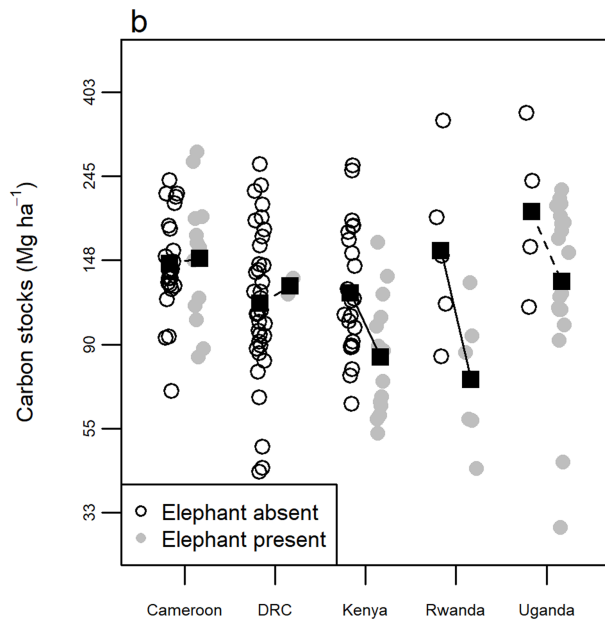 b
403
245
148
90
55
33
Carbon stocks (Mg ha⁻¹)
Elephant absent
Elephant present
Cameroon DRC Kenya Rwanda Uganda